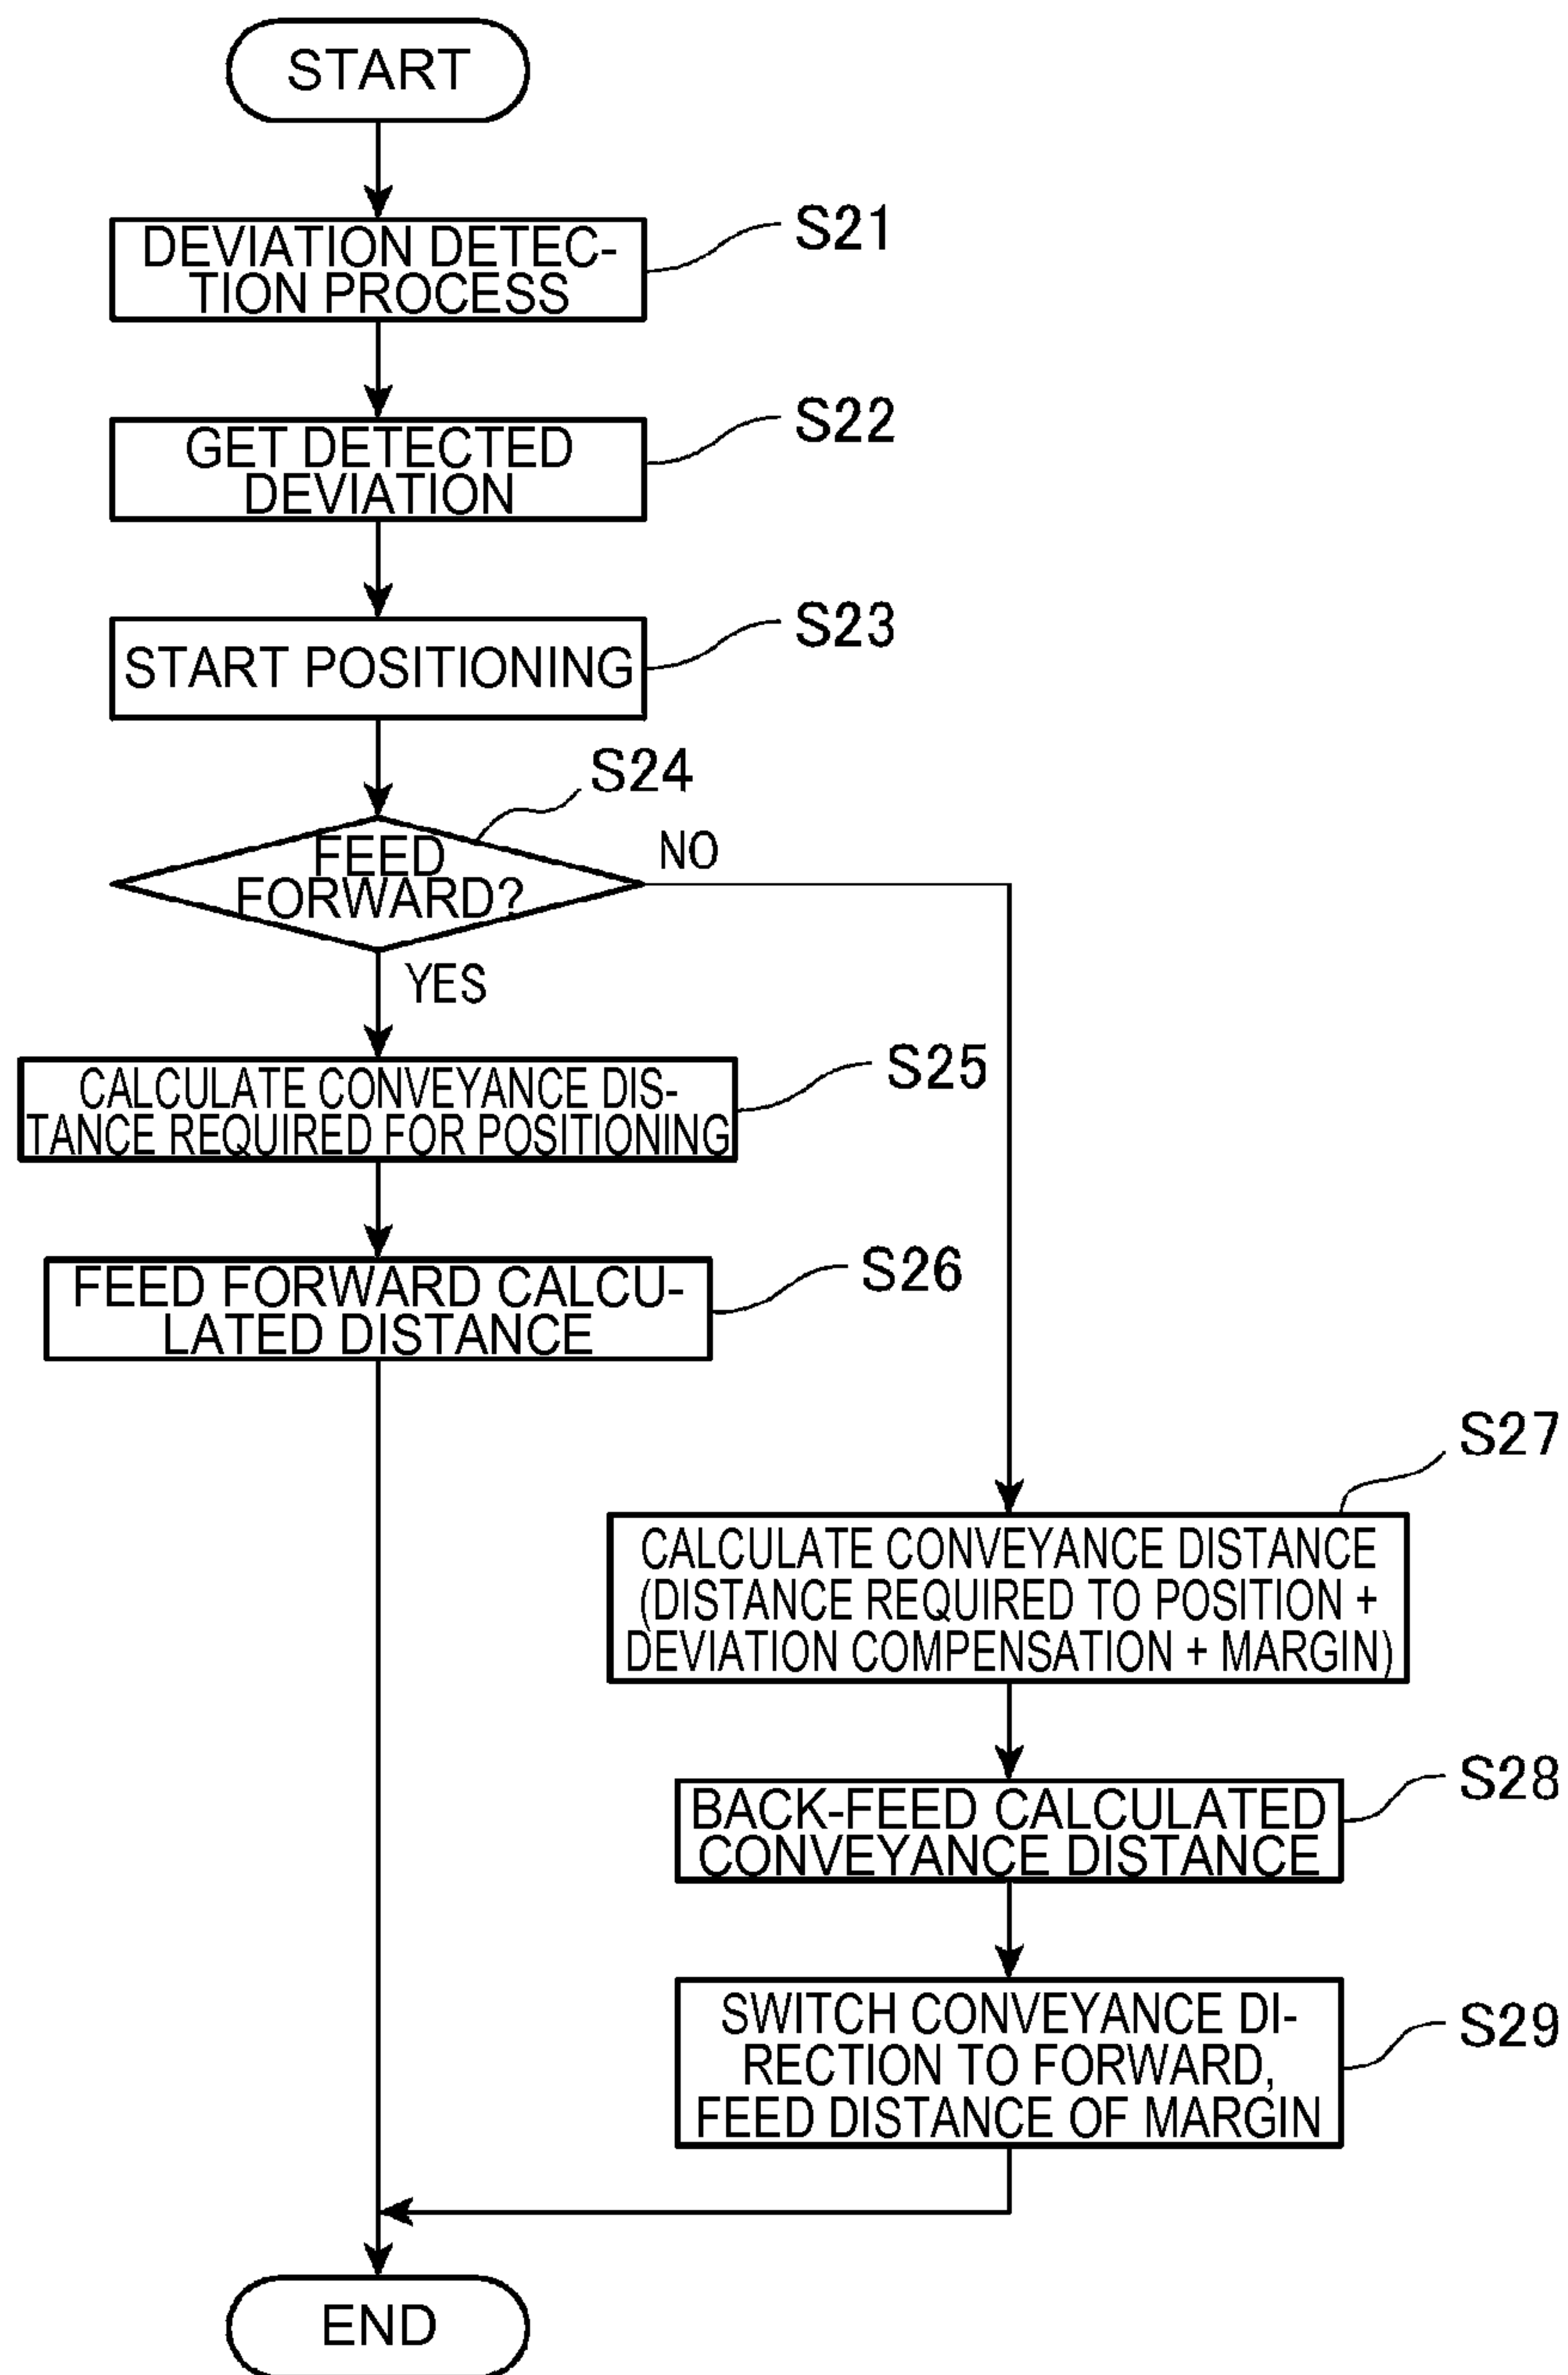 START
S21
DEVIATION DETEC-
TION PROCESS
S22
GET DETECTED
DEVIATION
S23
START POSITIONING
S24
FEED
FORWARD?
NO
YES
S25
CALCULATE CONVEYANCE DIS-
TANCE REQUIRED FOR POSITIONING
S26
FEED FORWARD CALCU-
LATED DISTANCE
S27
CALCULATE CONVEYANCE DISTANCE
(DISTANCE REQUIRED TO POSITION +
DEVIATION COMPENSATION + MARGIN)
S28
BACK-FEED CALCULATED
CONVEYANCE DISTANCE
S29
SWITCH CONVEYANCE DI-
RECTION TO FORWARD,
FEED DISTANCE OF MARGIN
END